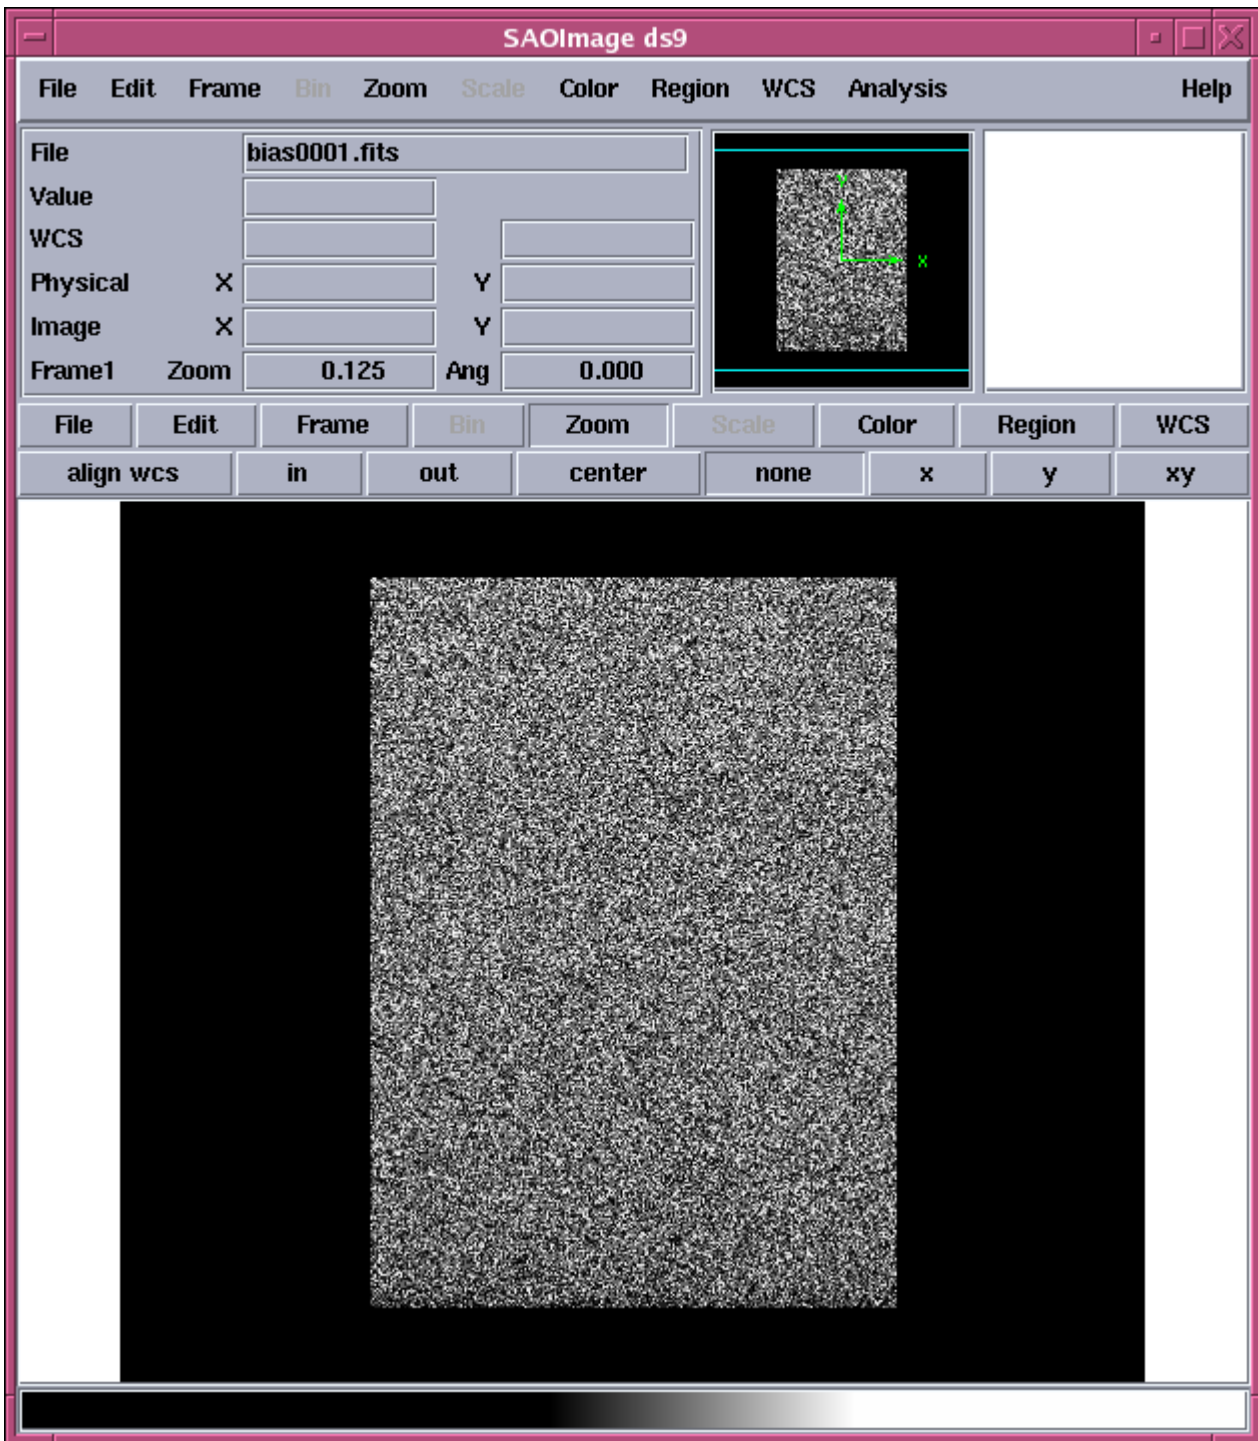 SAOImage ds9
File Edit Frame Bin Zoom Scale Color Region WCS Analysis Help
File bias0001.fits
Value
WCS
Physical X Y
Image X Y
Frame1 Zoom 0.125 Ang 0.000
Y
X
File Edit Frame Bin Zoom Scale Color Region WCS
align wcs in out center none x y xy